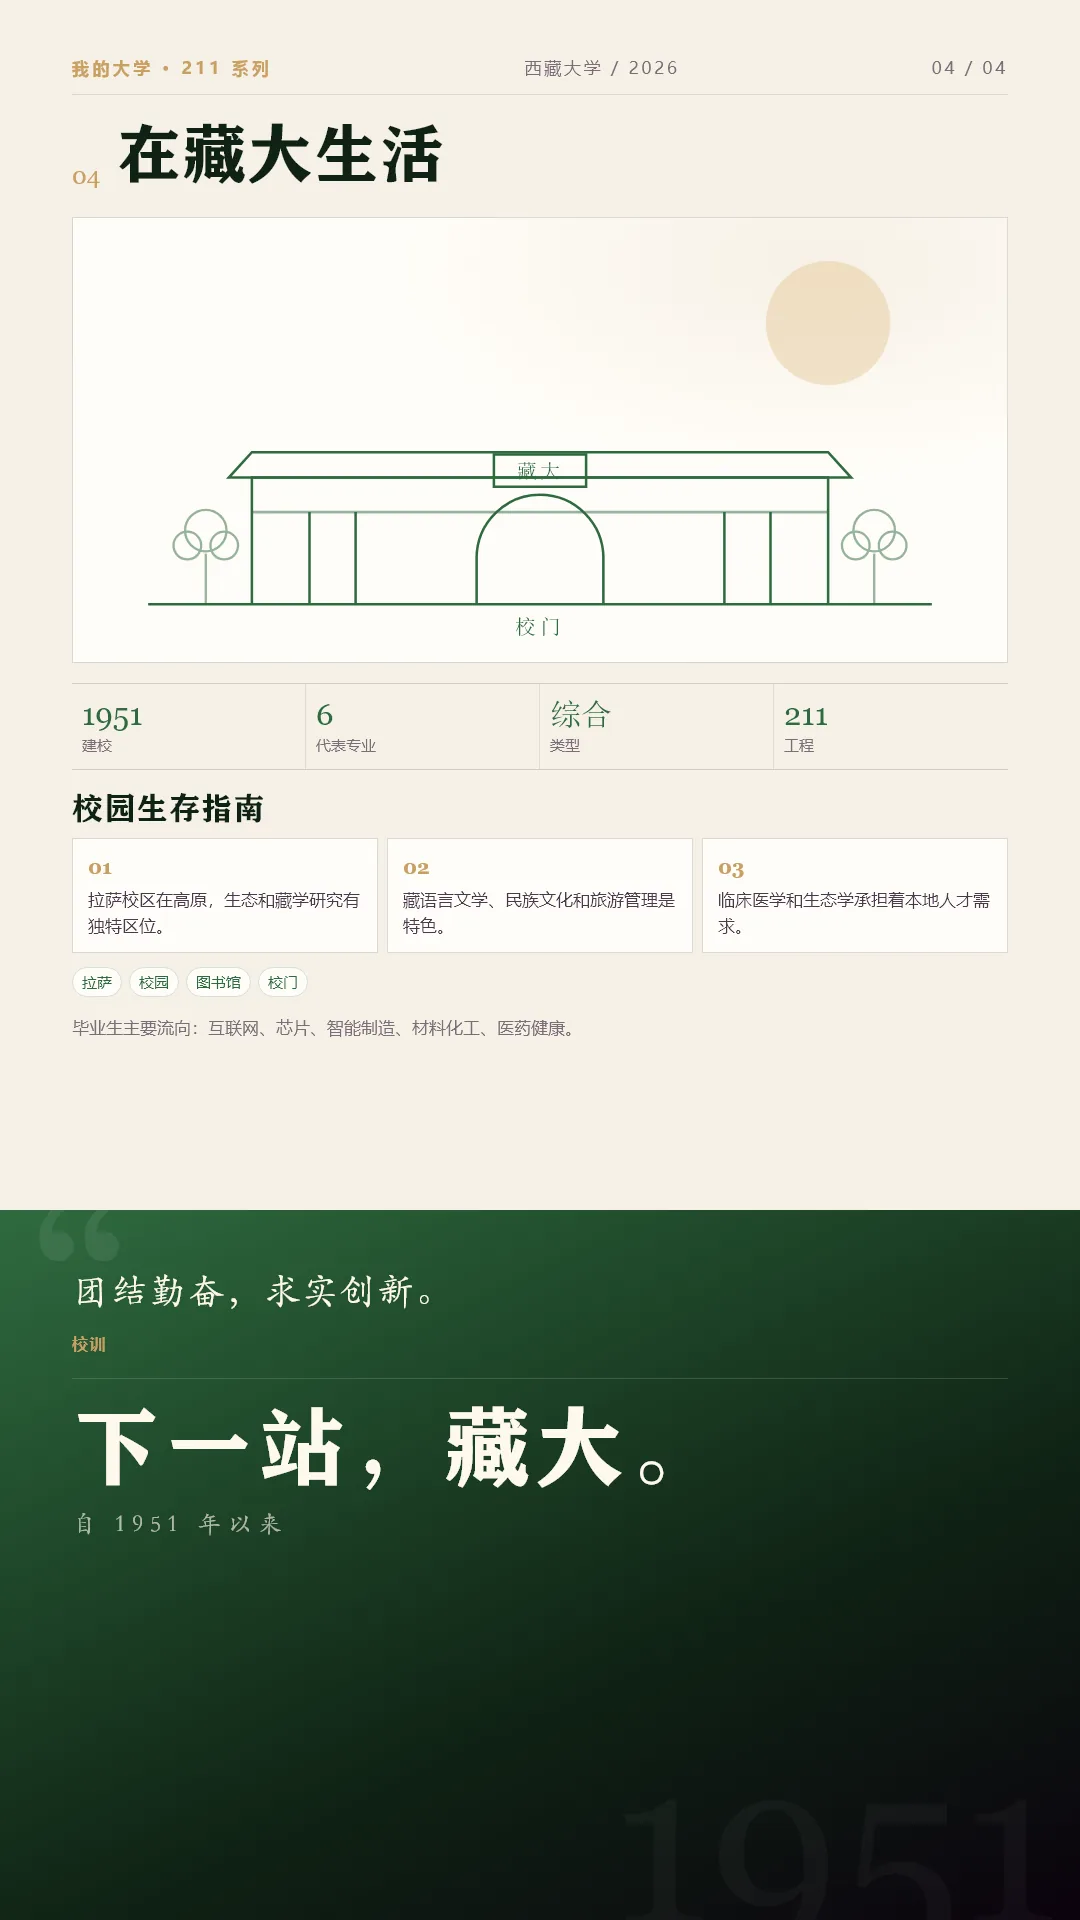 我的大学 · 211 系列
西藏大学 / 2026
04 / 04
04 在藏大生活
藏大
校门
1951
建校
6
代表专业
综合
类型
211
工程
校园生存指南
01
拉萨校区在高原，生态和藏学研究有
独特区位。
02
藏语言文学、民族文化和旅游管理是
特色。
03
临床医学和生态学承担着本地人才需
求。
拉萨
校园
图书馆
校门
毕业生主要流向：互联网、芯片、智能制造、材料化工、医药健康。
“
团结勤奋，求实创新。
校训
下一站，藏大。
自 1951 年以来
1951